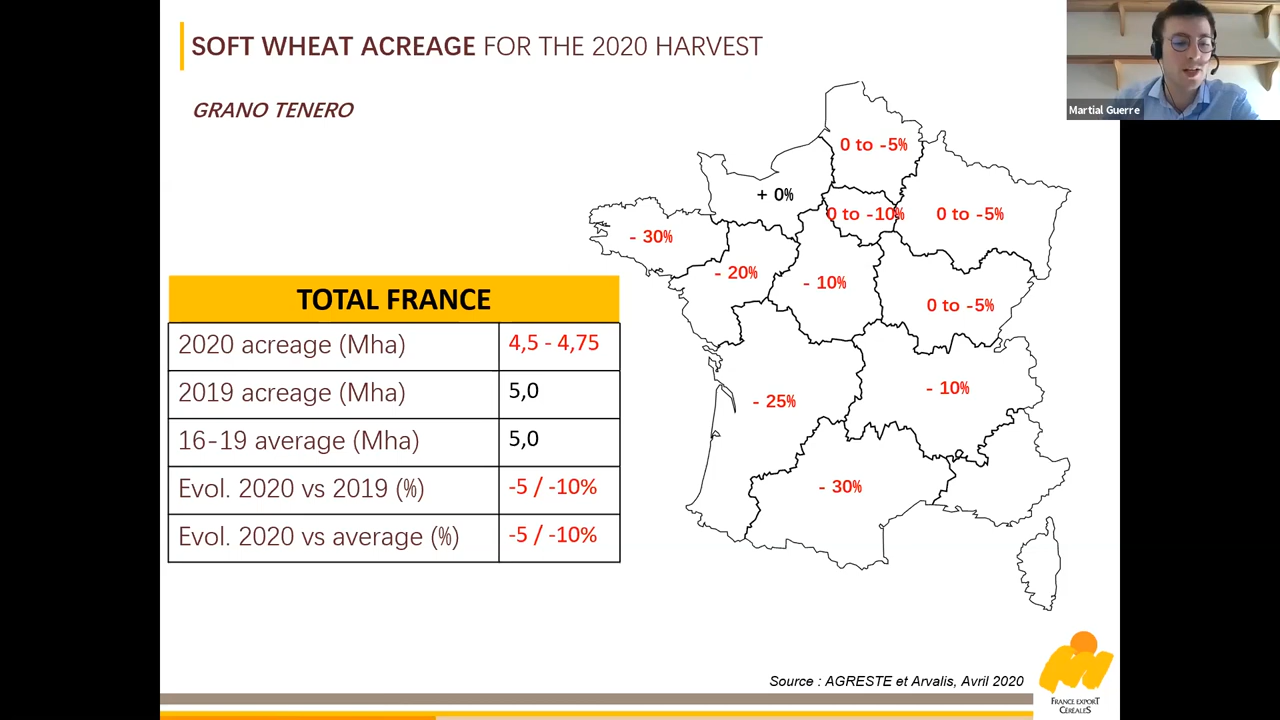 SOFT WHEAT ACREAGE FOR THE 2020 HARVEST
Martial Guerre
GRANO TENERO
0 to -5%
+ 0%
0 to -10%
0 to -5%
- 30%
- 20%
- 10%
0 to -5%
- 10%
- 25%
- 30%
TOTAL FRANCE
2020 acreage (Mha) 4,5 - 4,75
2019 acreage (Mha) 5,0
16-19 average (Mha) 5,0
Evol. 2020 vs 2019 (%) -5 / -10%
Evol. 2020 vs average (%) -5 / -10%
Source : AGRESTE et Arvalis, Avril 2020
FRANCE EXPORT
CÉRÉALES